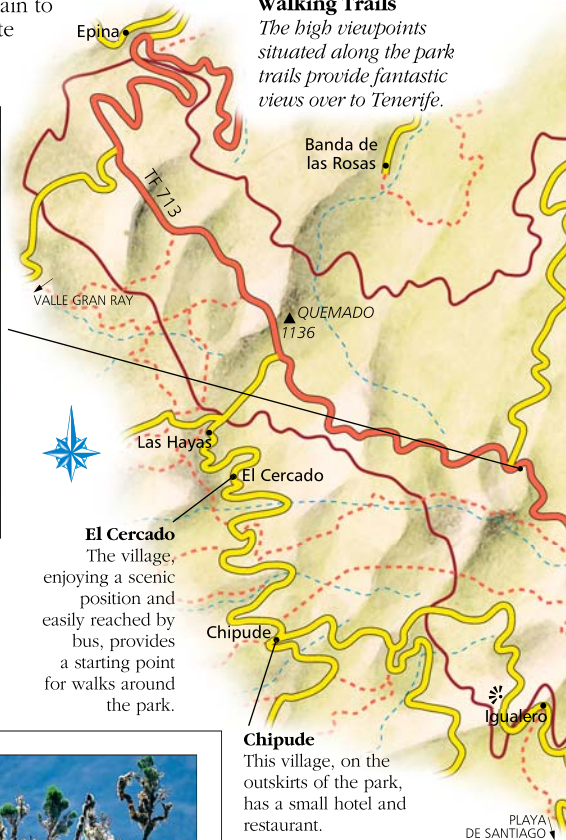 ain to
te
Walking Trails
The high viewpoints
situated along the park
trails provide fantastic
views over to Tenerife.
Epina
Banda de
las Rosas
TF 713
VALLE GRAN RAY
QUEMADO
1136
Las Hayas
El Cercado
El Cercado
The village,
enjoying a scenic
position and
easily reached by
bus, provides
a starting point
for walks around
the park.
Chipude
Igualero
Chipude
This village, on the
outskirts of the park,
has a small hotel and
restaurant.
PLAYA
DE SANTIAGO